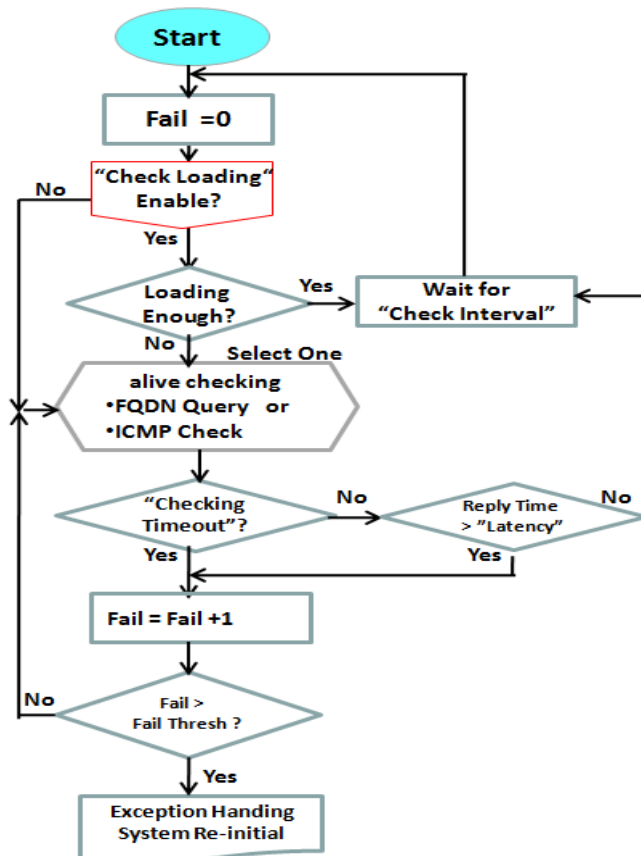 Start
Fail =0
“Check Loading“
Enable?
No
Yes
Loading
Enough?
Yes
Wait for
“Check Interval”
No
Select One
alive checking
•FQDN Query or
•ICMP Check
“Checking
Timeout”?
No
Reply Time
> ”Latency”
No
Yes
Yes
Fail = Fail +1
No
Fail >
Fail Thresh ?
Yes
Exception Handing
System Re-initial